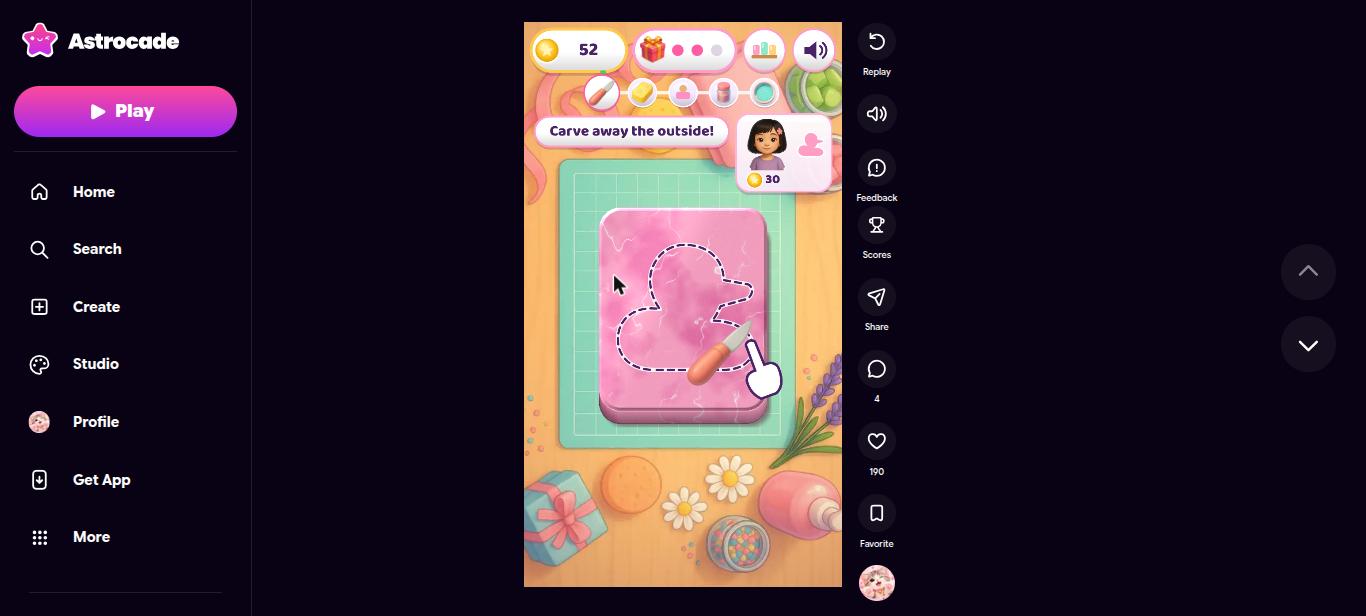 Astrocade
Play
Home
Search
Create
Studio
Profile
Get App
More
52
Carve away the outside!
30
Replay
Feedback
Scores
Share
4
190
Favorite